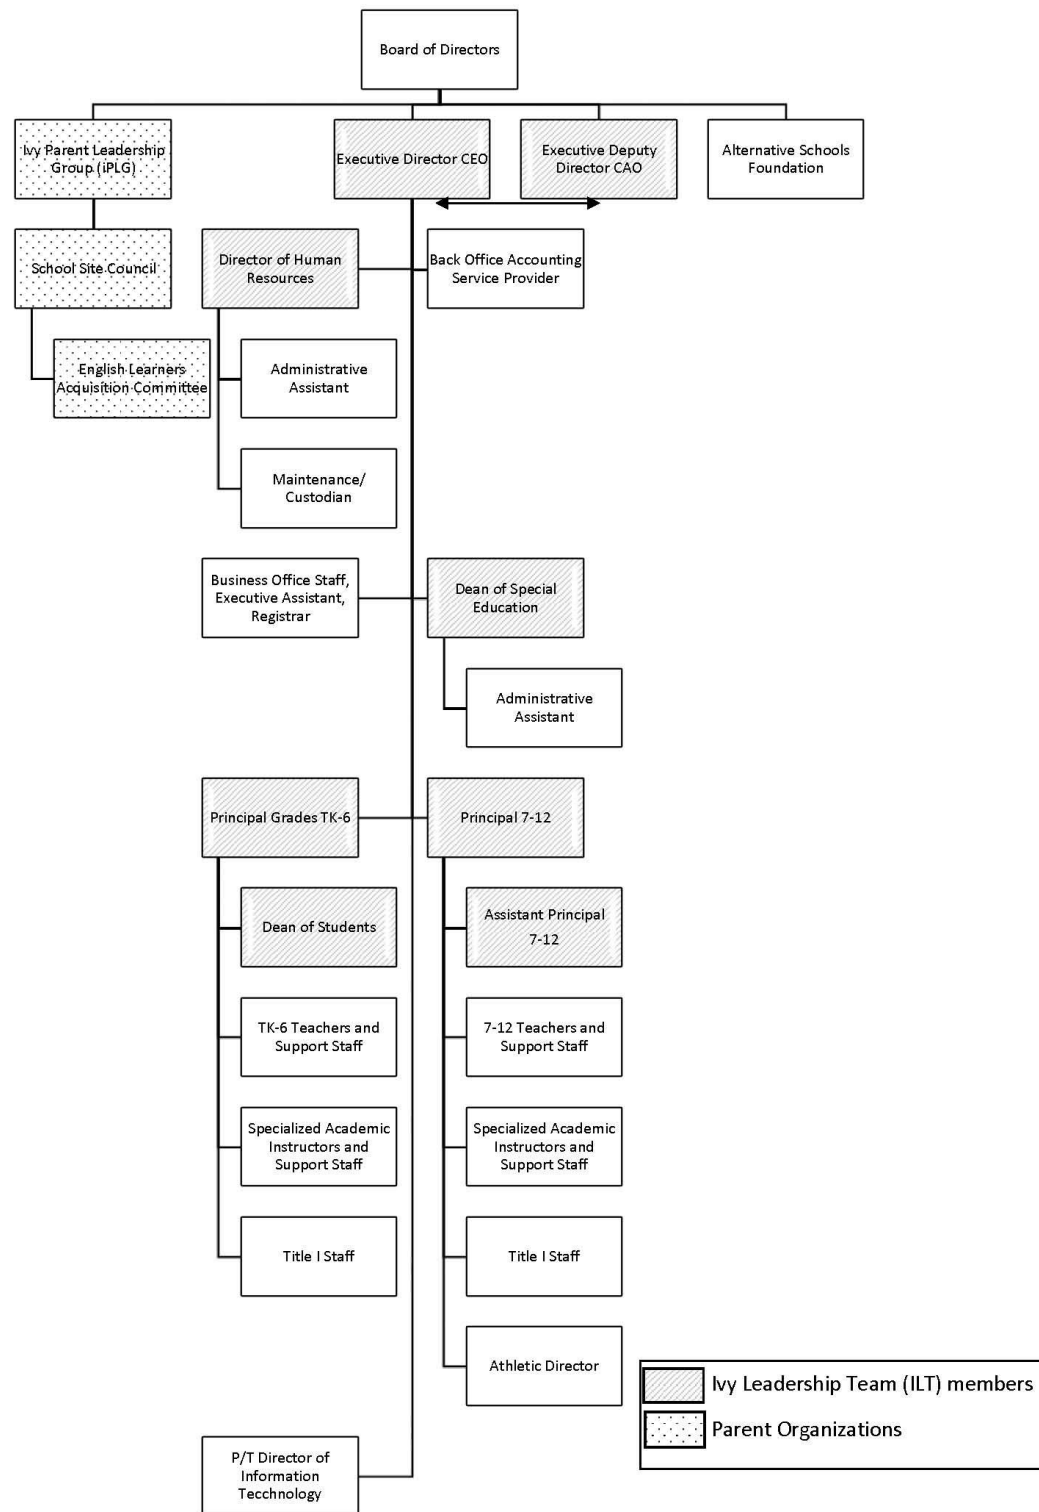 Board of Directors
Ivy Parent Leadership
Group (iPLG)
Executive Director CEO
Executive Deputy
Director CAO
Alternative Schools
Foundation
School Site Council
Director of Human
Resources
Back Office Accounting
Service Provider
English Learners
Acquisition Committee
Administrative
Assistant
Maintenance/
Custodian
Business Office Staff,
Executive Assistant,
Registrar
Dean of Special
Education
Administrative
Assistant
Principal Grades TK-6
Principal 7-12
Dean of Students
Assistant Principal
7-12
TK-6 Teachers and
Support Staff
7-12 Teachers and
Support Staff
Specialized Academic
Instructors and
Support Staff
Specialized Academic
Instructors and
Support Staff
Title I Staff
Title I Staff
Athletic Director
Ivy Leadership Team (ILT) members
Parent Organizations
P/T Director of
Information
Tecchnology